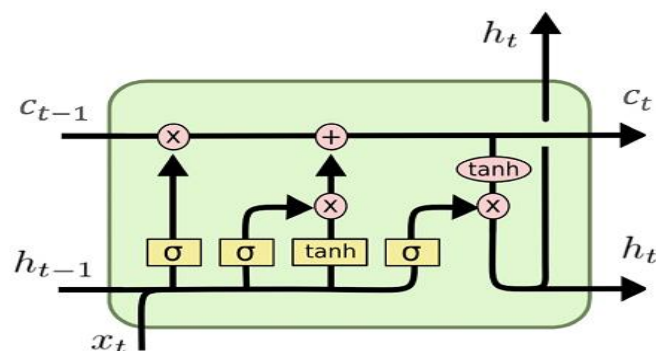 h_t
c_{t-1} × + c_t
tanh
× ×
σ σ tanh σ
h_{t-1} h_t
x_t